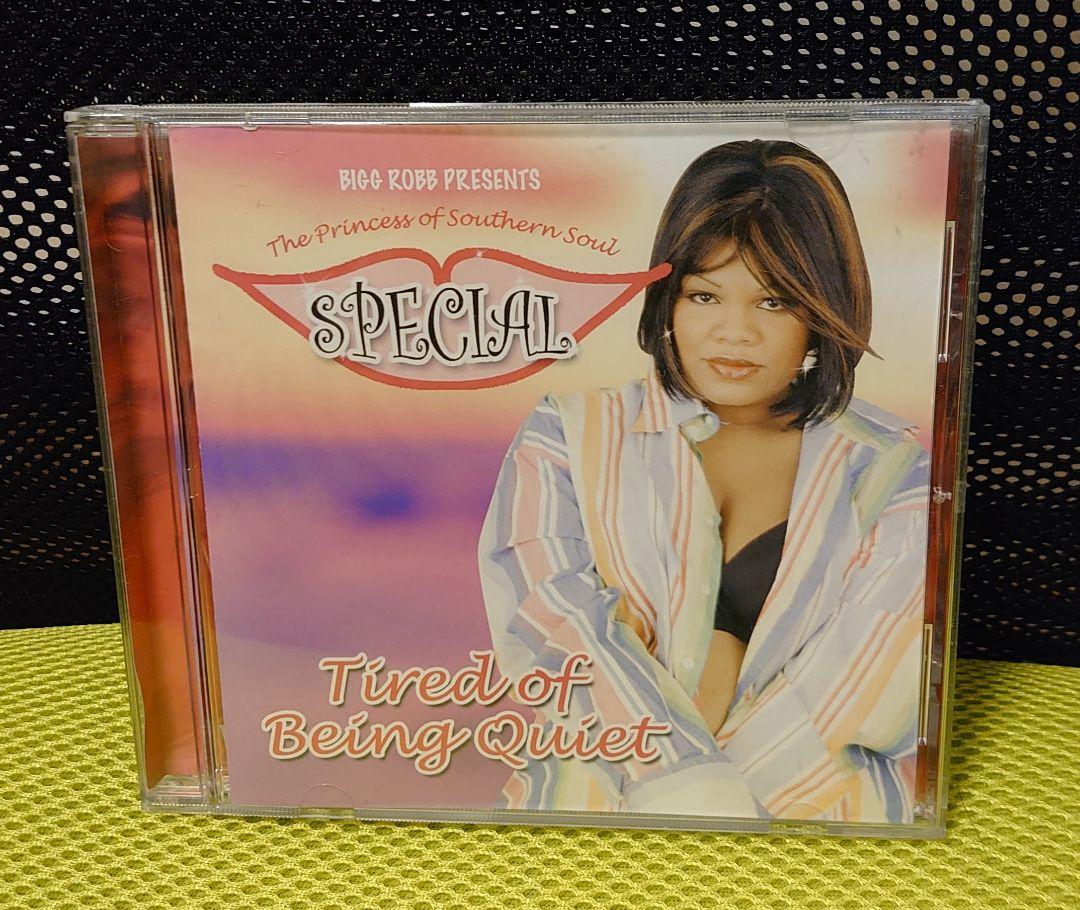 BIGG ROBB PRESENTS
The Princess of Southern Soul
SPECIAL
Tired of
Being Quiet